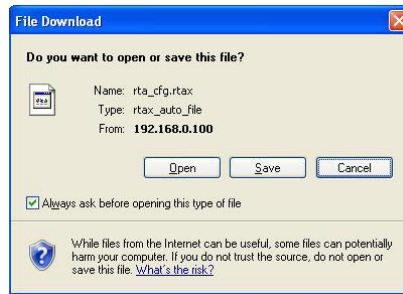 File Download
Do you want to open or save this file?
Name: rta_cfg.rtax
Type: rtax_auto_file
From: 192.168.0.100
Open Save Cancel
Always ask before opening this type of file
While files from the Internet can be useful, some files can potentially
harm your computer. If you do not trust the source, do not open or
save this file. What's the risk?